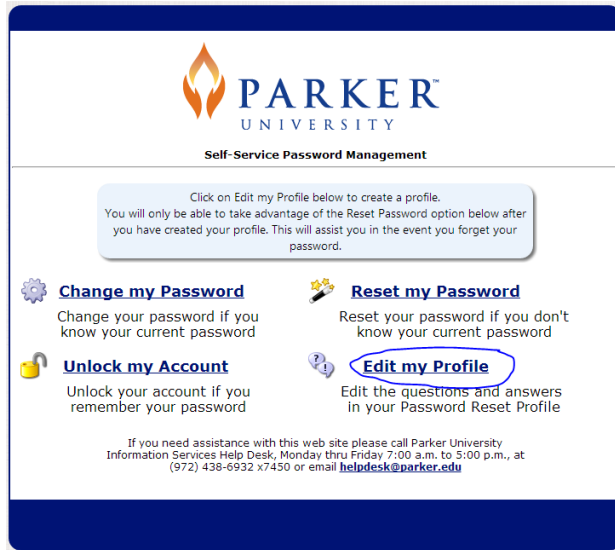 PARKER™
UNIVERSITY
Self-Service Password Management
Click on Edit my Profile below to create a profile.
You will only be able to take advantage of the Reset Password option below after
you have created your profile. This will assist you in the event you forget your
password.
Change my Password
Change your password if you
know your current password
Reset my Password
Reset your password if you don't
know your current password
Unlock my Account
Unlock your account if you
remember your password
Edit my Profile
Edit the questions and answers
in your Password Reset Profile
If you need assistance with this web site please call Parker University
Information Services Help Desk, Monday thru Friday 7:00 a.m. to 5:00 p.m., at
(972) 438-6932 x7450 or email helpdesk@parker.edu